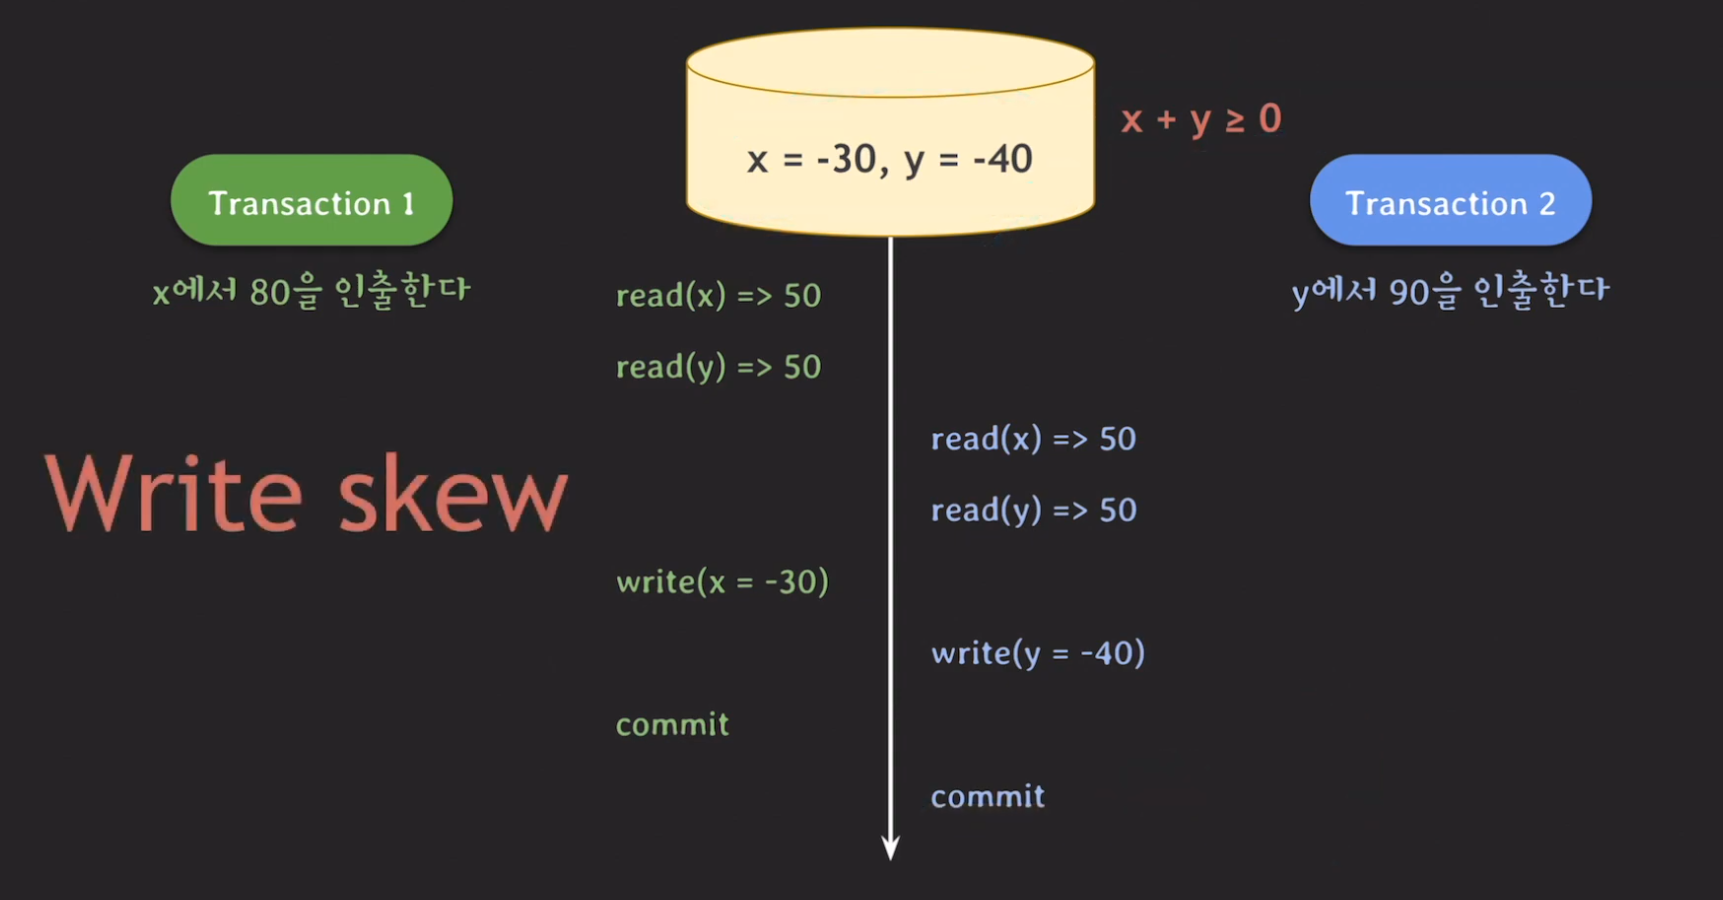 x = -30, y = -40
x + y ≥ 0
Transaction 1
x에서 80을 인출한다
Transaction 2
y에서 90을 인출한다
read(x) => 50
read(y) => 50
read(x) => 50
read(y) => 50
Write skew
write(x = -30)
write(y = -40)
commit
commit